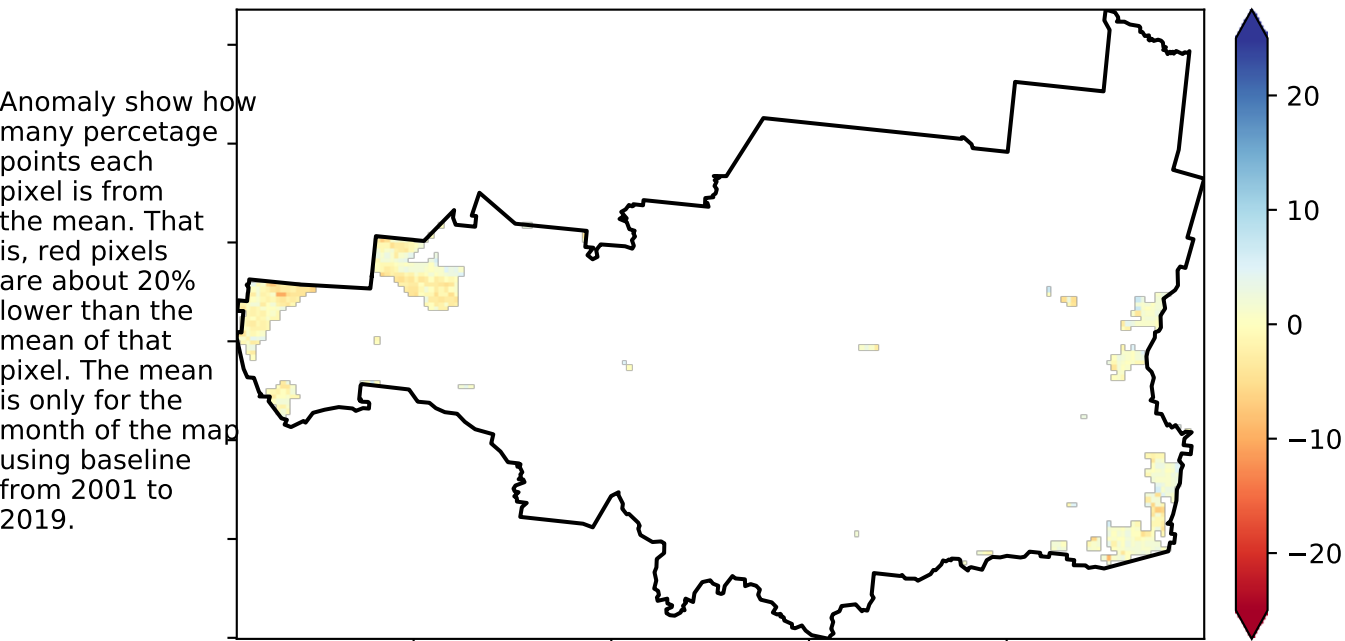 Anomaly show how
many percetage
points each
pixel is from
the mean. That
is, red pixels
are about 20%
lower than the
mean of that
pixel. The mean
is only for the
month of the map
using baseline
from 2001 to
2019.
20
10
0
−10
−20